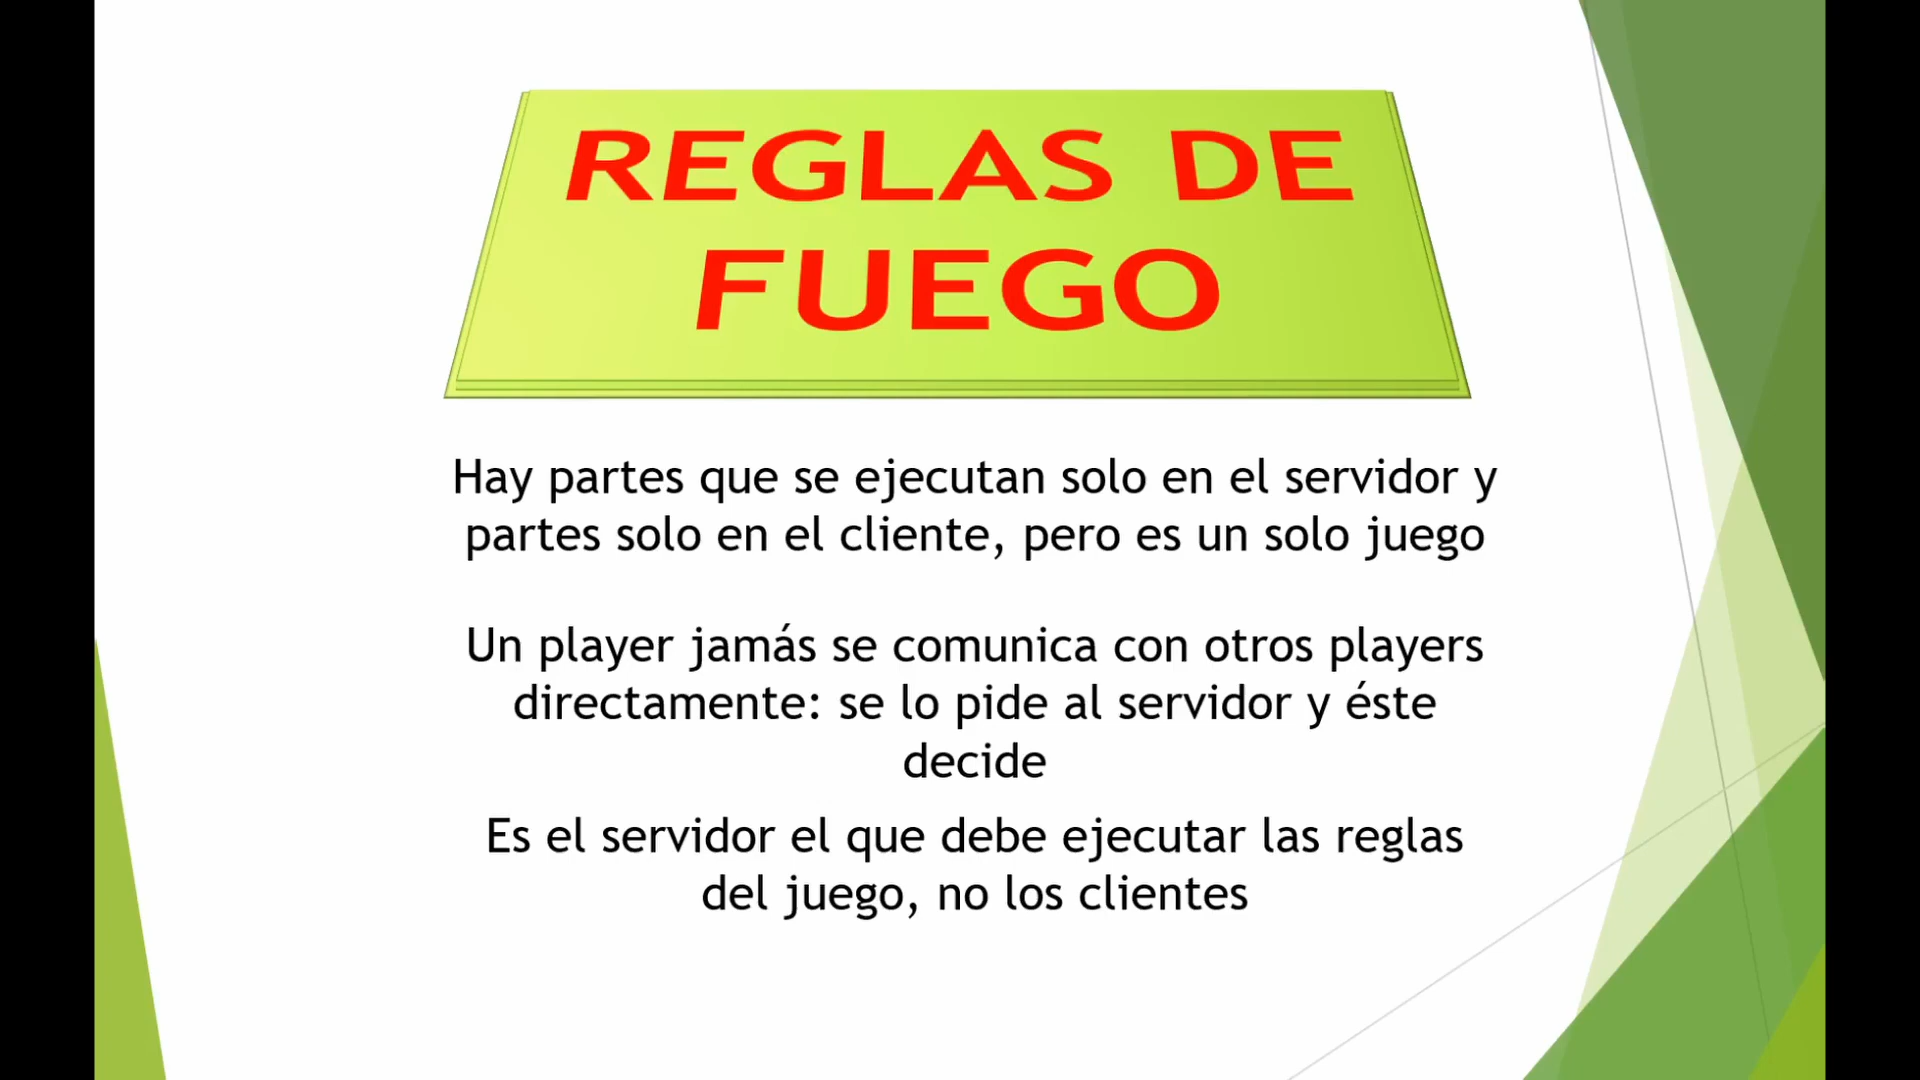 REGLAS DE
FUEGO
Hay partes que se ejecutan solo en el servidor y
partes solo en el cliente, pero es un solo juego
Un player jamás se comunica con otros players
directamente: se lo pide al servidor y éste
decide
Es el servidor el que debe ejecutar las reglas
del juego, no los clientes